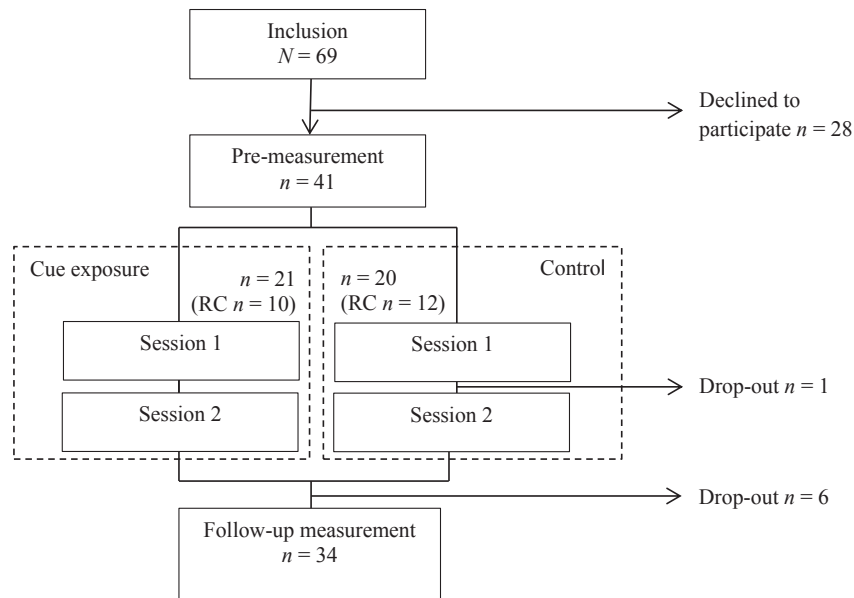 Inclusion
N = 69
Declined to
participate n = 28
Pre-measurement
n = 41
Cue exposure
n = 21
(RC n = 10)
n = 20
(RC n = 12)
Control
Session 1
Session 1
Drop-out n = 1
Session 2
Session 2
Drop-out n = 6
Follow-up measurement
n = 34